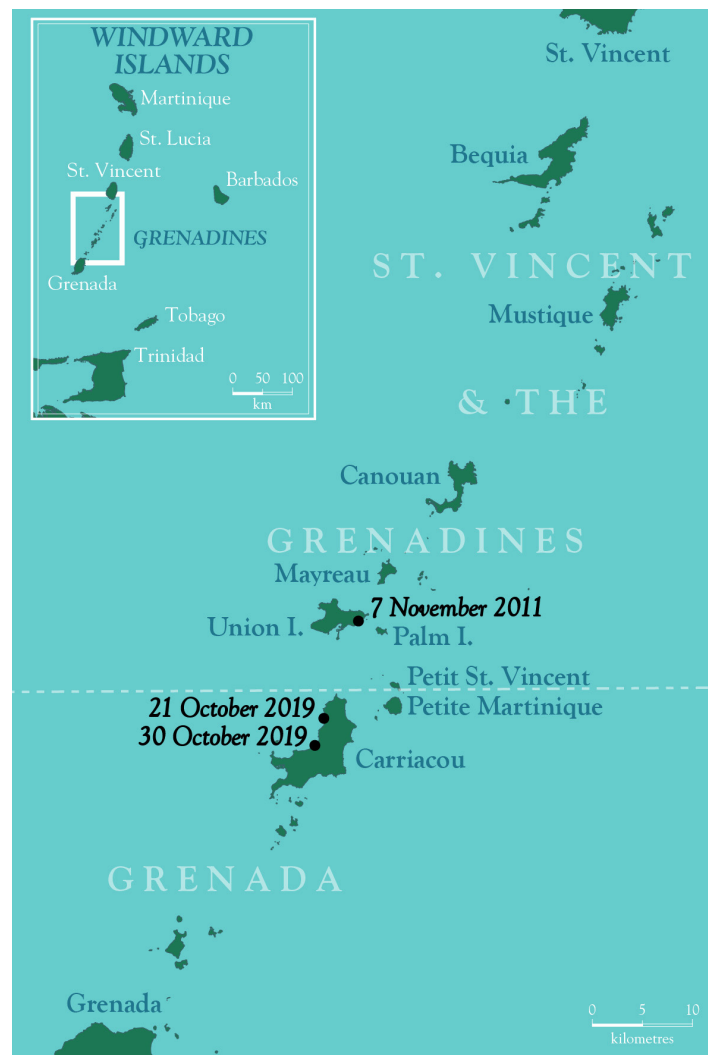 WINDWARD
ISLANDS
Martinique
St. Lucia
St. Vincent
Barbados
GRENADINES
Grenada
Tobago
Trinidad
0 50 100
km
St. Vincent
Bequia
ST. VINCENT
Mustique
& THE
Canouan
GRENADINES
Mayreau
7 November 2011
Union I.
Palm I.
Petit St. Vincent
21 October 2019
Petite Martinique
30 October 2019
Carriacou
GRENADA
Grenada
0 5 10
kilometres